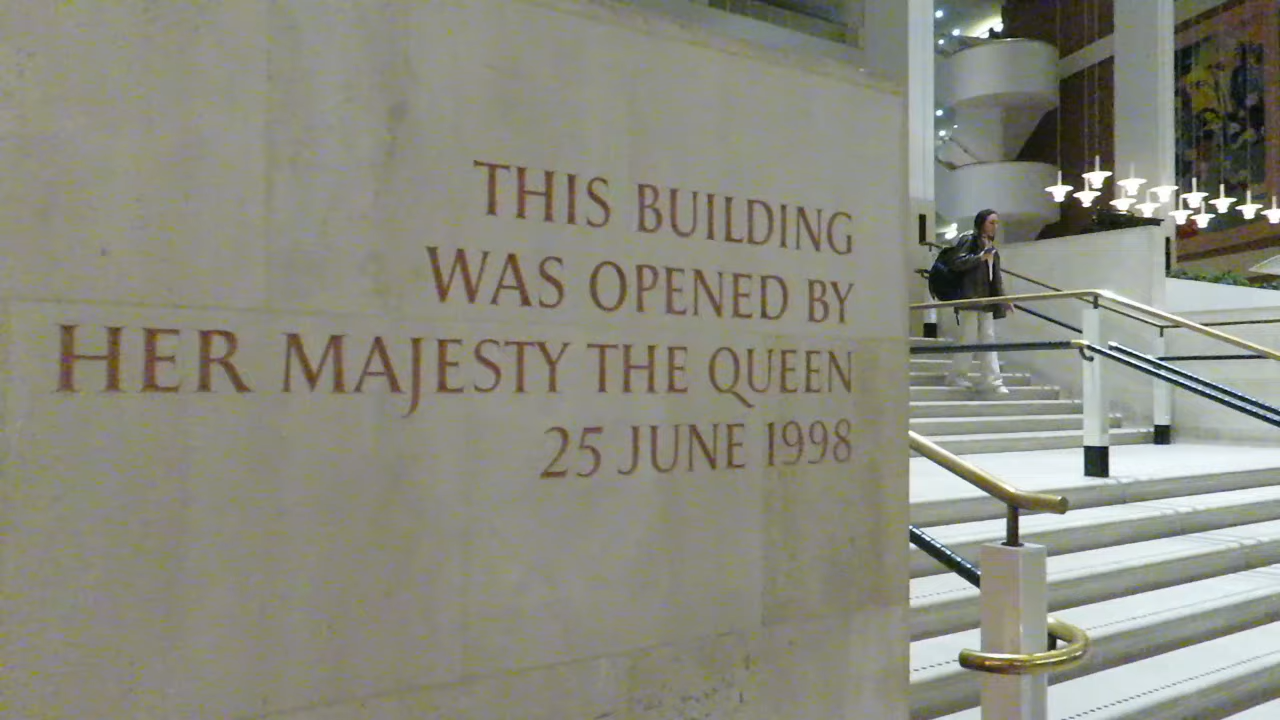 THIS BUILDING
WAS OPENED BY
HER MAJESTY THE QUEEN
25 JUNE 1998